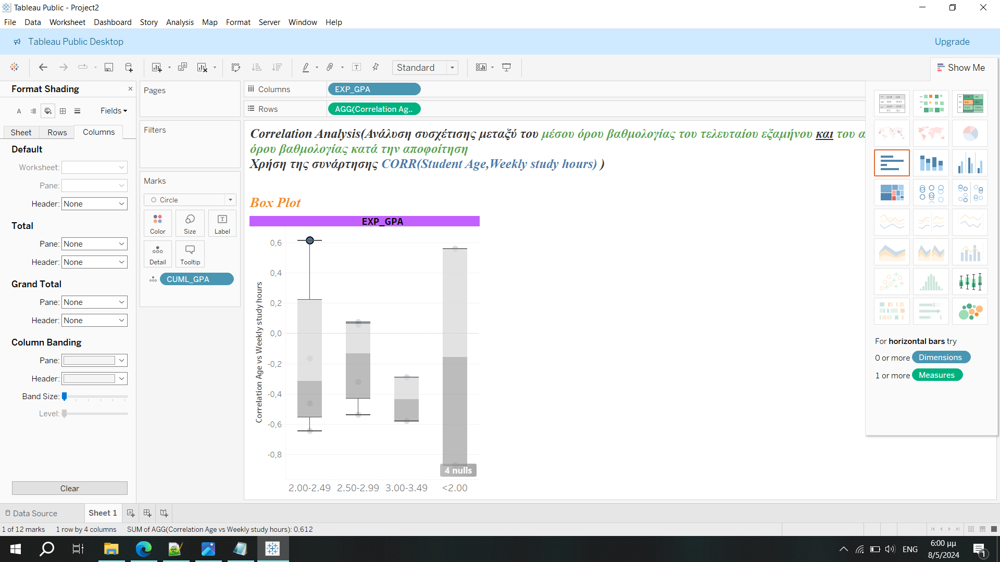 Tableau Public - Project2
File Data Worksheet Dashboard Story Analysis Map Format Server Window Help
Tableau Public Desktop
Upgrade
Standard
Show Me
Format Shading
Fields
Sheet Rows Columns
Default
Worksheet:
Pane:
Header: None
Total
Pane: None
Header: None
Grand Total
Pane: None
Header: None
Column Banding
Pane:
Header:
Band Size:
Level:
Clear
Pages
Filters
Marks
Circle
Color Size Label
Detail Tooltip
CUML_GPA
Columns EXP_GPA
Rows AGG(Correlation Ag..
Correlation Analysis(Ανάλυση συσχέτισης μεταξύ του μέσου όρου βαθμολογίας του τελευταίου εξαμήνου και του α
όρου βαθμολογίας κατά την αποφοίτηση
Χρήση της συνάρτησης CORR(Student Age,Weekly study hours) )
Box Plot
EXP_GPA
Correlation Age vs Weekly study hours
0,6
0,4
0,2
0,0
-0,2
-0,4
-0,6
-0,8
4 nulls
2.00-2.49 2.50-2.99 3.00-3.49 <2.00
For horizontal bars try
0 or more Dimensions
1 or more Measures
Data Source Sheet 1
1 of 12 marks 1 row by 4 columns SUM of AGG(Correlation Age vs Weekly study hours): 0,612
ENG
6:00 μμ
8/5/2024
1